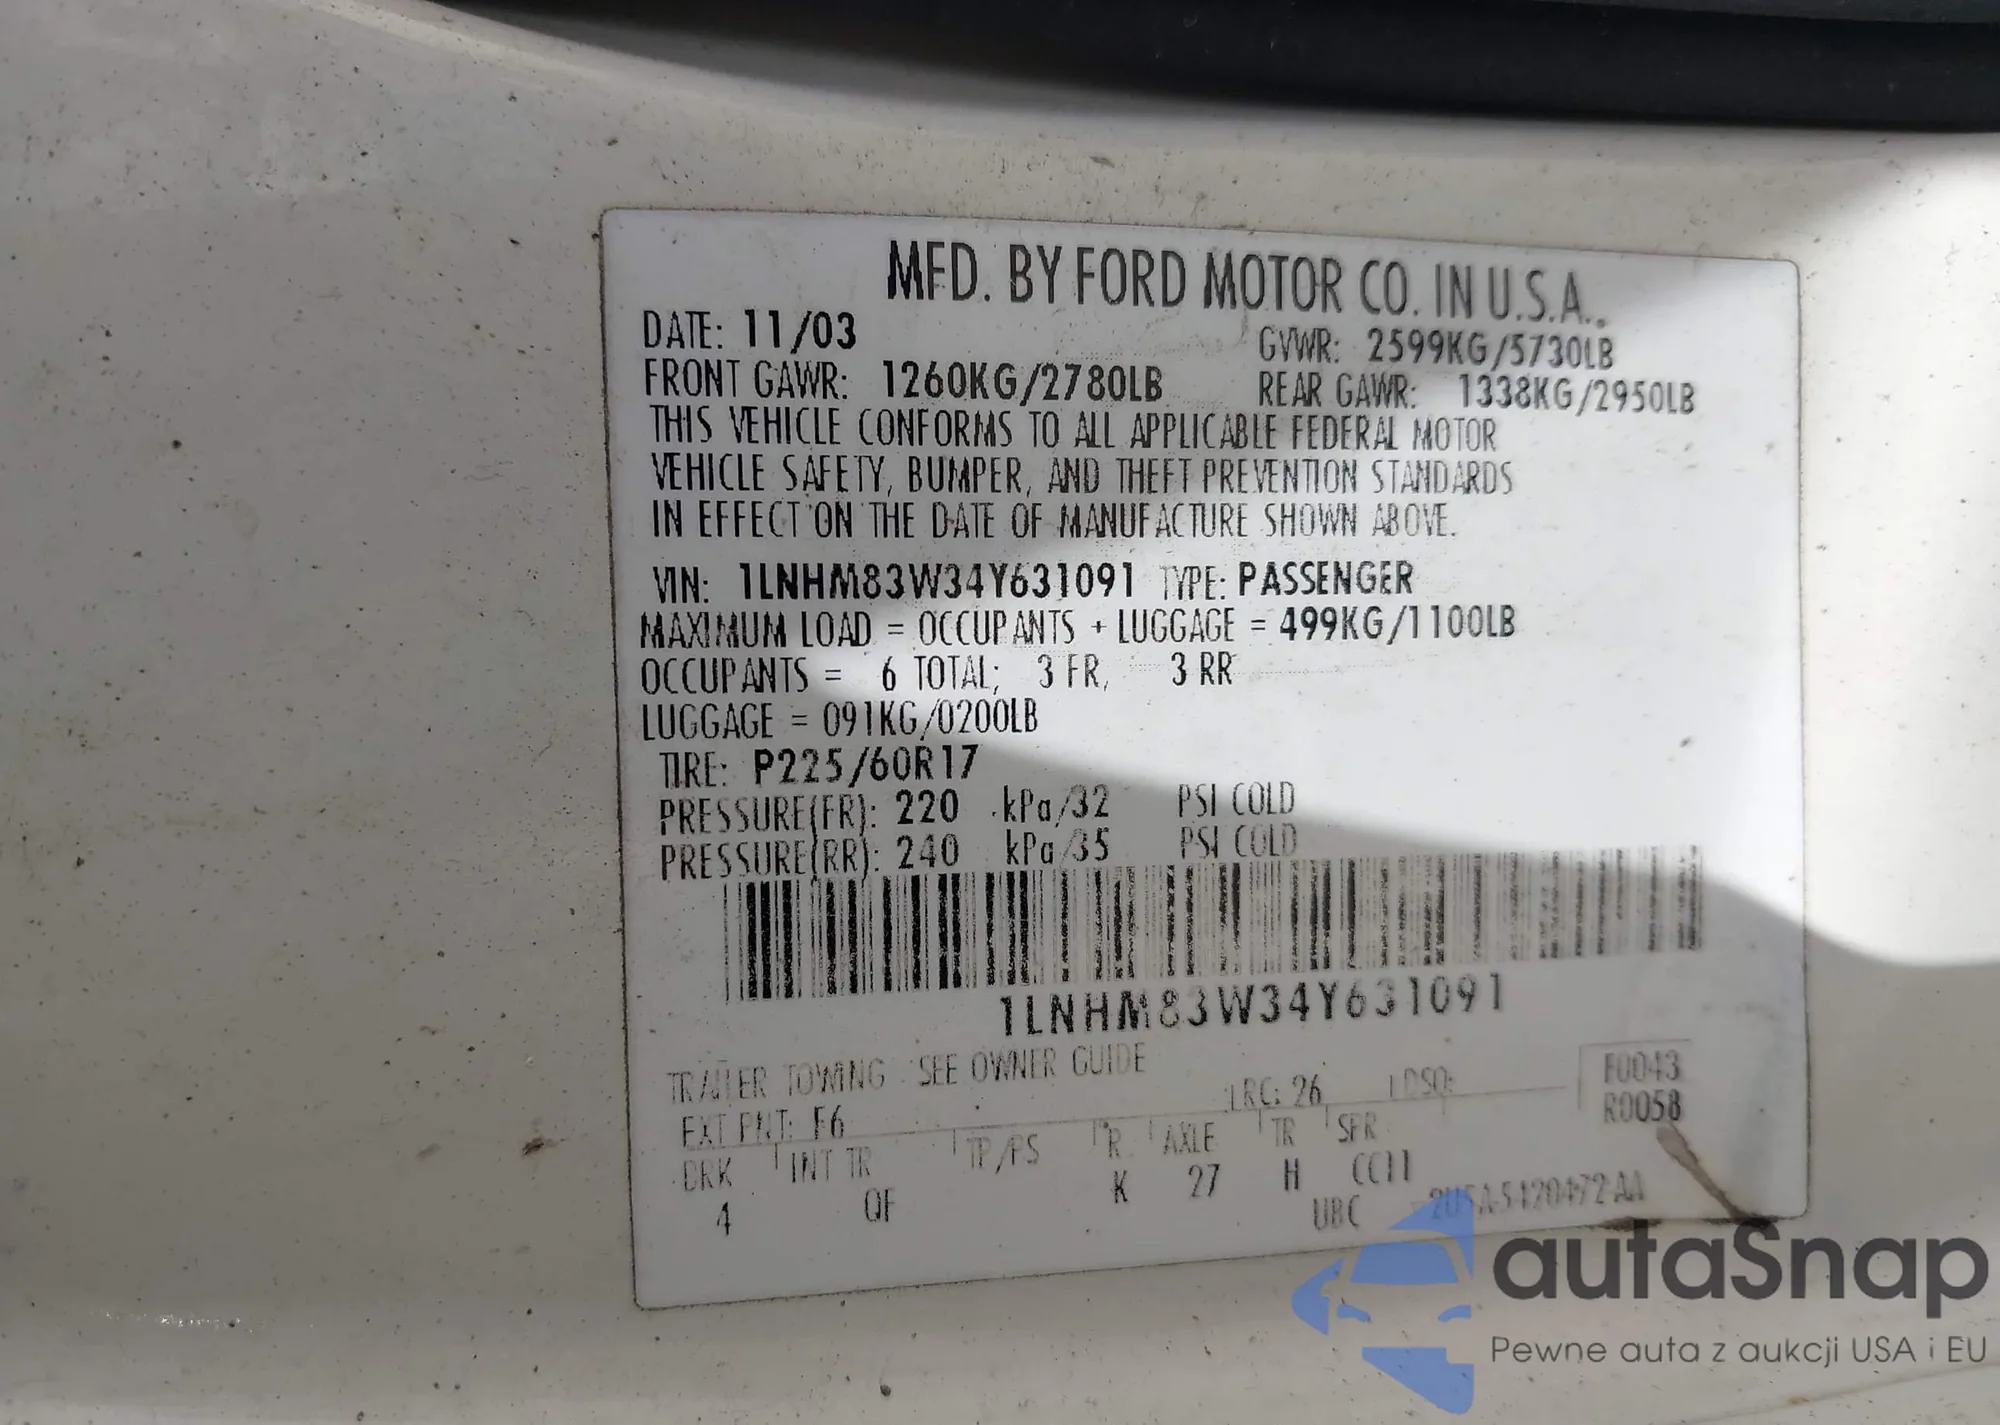 MFD. BY FORD MOTOR CO. IN U.S.A.
DATE: 11/03 GVWR: 2599KG/5730LB
FRONT GAWR: 1260KG/2780LB REAR GAWR: 1338KG/2950LB
THIS VEHICLE CONFORMS TO ALL APPLICABLE FEDERAL MOTOR
VEHICLE SAFETY, BUMPER, AND THEFT PREVENTION STANDARDS
IN EFFECT ON THE DATE OF MANUFACTURE SHOWN ABOVE.
VIN: 1LNHM83W34Y631091 TYPE: PASSENGER
MAXIMUM LOAD = OCCUPANTS + LUGGAGE = 499KG/1100LB
OCCUPANTS = 6 TOTAL; 3 FR, 3 RR
LUGGAGE = 091KG/0200LB
TIRE: P225/60R17
PRESSURE(FR): 220 kPa/32 PSI COLD
PRESSURE(RR): 240 kPa/35 PSI COLD
1LNHM83W34Y631091
TRAILER TOWING : SEE OWNER GUIDE
EXT PNT: F6 LRC: 26 DSO: F0043
R0058
BRK INT TR TP/PS R AXLE TR SPR
4 QF K 27 H CC11
UBC
autaSnap
Pewne auta z aukcji USA i EU